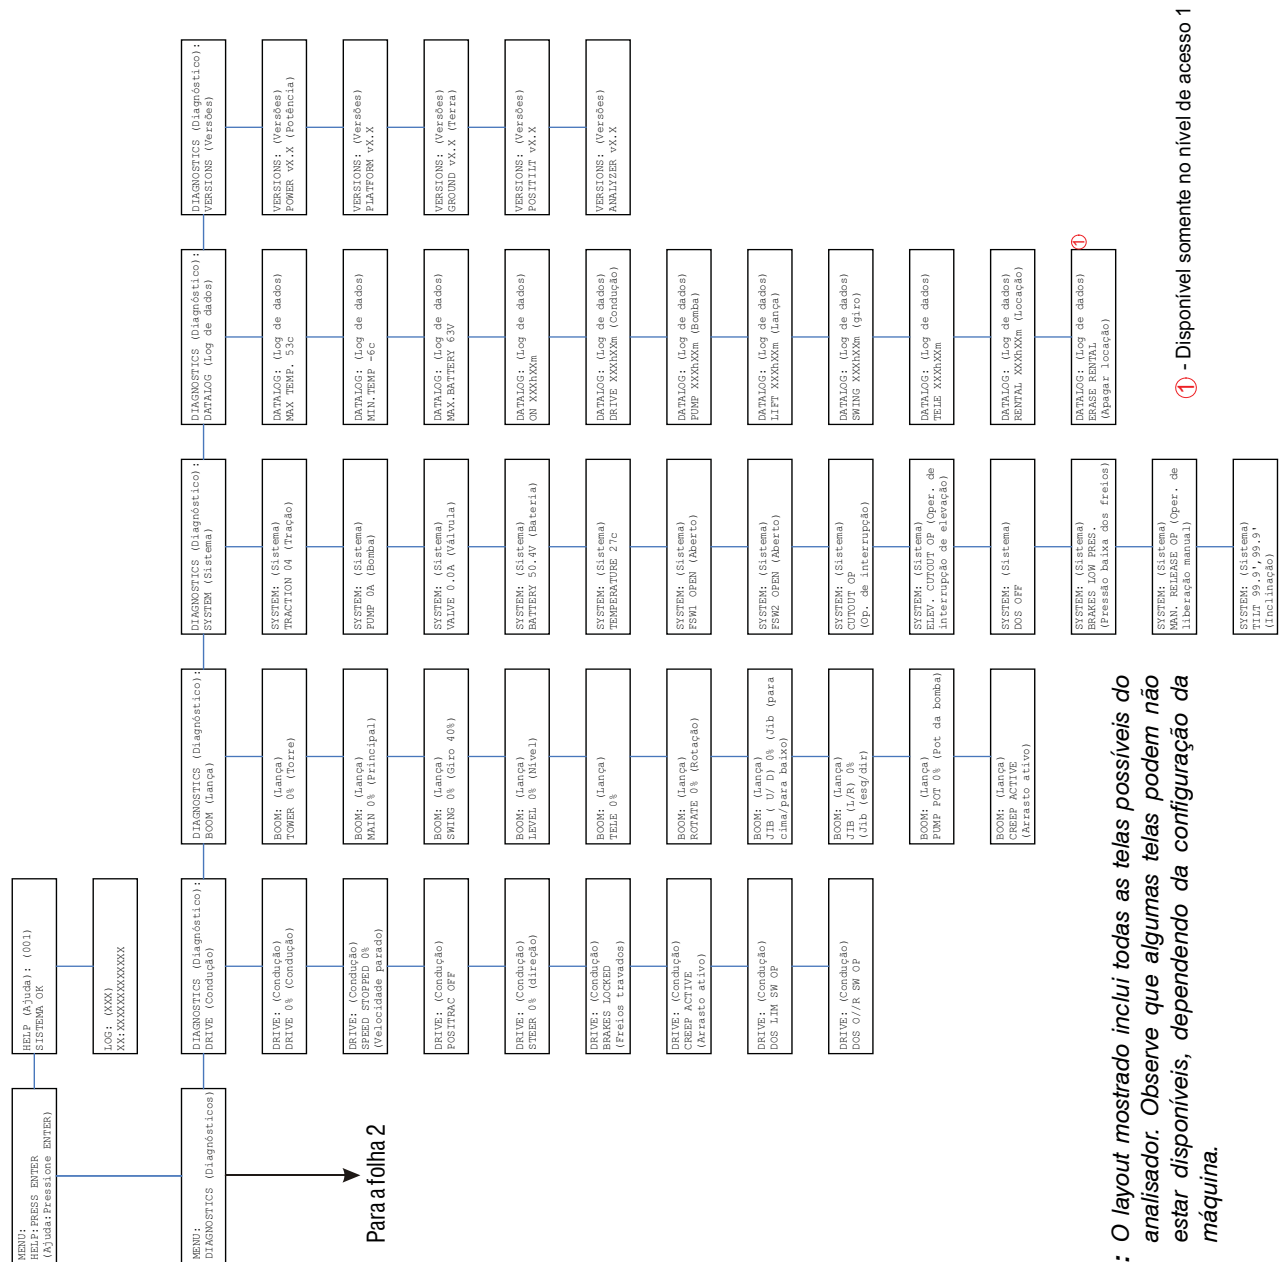 MENU:
HELP:PRESS ENTER
(Ajuda:Pressione ENTER)
HELP (Ajuda): (001)
SISTEMA OK
LOG: (XXX)
XX:XXXXXXXXXXXXX
MENU:
DIAGNOSTICS (Diagnósticos)
Para a folha 2
DIAGNOSTICS (Diagnóstico):
DRIVE (Condução)
DRIVE: (Condução)
DRIVE 0% (Condução)
DRIVE: (Condução)
SPEED STOPPED 0%
(Velocidade parado)
DRIVE: (Condução)
POSITRAC OFF
DRIVE: (Condução)
STEER 0% (direção)
DRIVE: (Condução)
BRAKES LOCKED
(Freios travados)
DRIVE: (Condução)
CREEP ACTIVE
(Arrasto ativo)
DRIVE: (Condução)
DOS LIM SW OP
DRIVE: (Condução)
DOS O//R SW OP
DIAGNOSTICS (Diagnóstico):
BOOM (Lança)
BOOM: (Lança)
TOWER 0% (Torre)
BOOM: (Lança)
MAIN 0% (Principal)
BOOM: (Lança)
SWING 0% (Giro 40%)
BOOM: (Lança)
LEVEL 0% (Nível)
BOOM: (Lança)
TELE 0%
BOOM: (Lança)
ROTATE 0% (Rotação)
BOOM: (Lança)
JIB ( U/ D) 0% (Jib (para
cima/para baixo)
BOOM: (Lança)
JIB (L/R) 0%
(Jib (esg/dir)
BOOM: (Lança)
PUMP POT 0% (Pot da bomba)
BOOM: (Lança)
CREEP ACTIVE
(Arrasto ativo)
DIAGNOSTICS (Diagnóstico):
SYSTEM (Sistema)
SYSTEM: (Sistema)
TRACTION 04 (Tração)
SYSTEM: (Sistema)
PUMP 0A (Bomba)
SYSTEM: (Sistema)
VALVE 0.0A (Válvula)
SYSTEM: (Sistema)
BATTERY 50.4V (Bateria)
SYSTEM: (Sistema)
TEMPERATURE 27c
SYSTEM: (Sistema)
FSW1 OPEN (Aberto)
SYSTEM: (Sistema)
FSW2 OPEN (Aberto)
SYSTEM: (Sistema)
CUTOUT OP
(Op. de interrupção)
SYSTEM: (Sistema)
ELEV. CUTOUT OP (Oper. de
interrupção de elevação)
SYSTEM: (Sistema)
DOS OFF
SYSTEM: (Sistema)
BRAKES LOW PRES.
(Pressão baixa dos freios)
SYSTEM: (Sistema)
MAN. RELEASE OP (Oper. de
liberação manual)
SYSTEM: (Sistema)
TILT 99.9',99.9'
(Inclinação)
DIAGNOSTICS (Diagnóstico):
DATALOG (Log de dados)
DATALOG: (Log de dados)
MAX TEMP. 53c
DATALOG: (Log de dados)
MIN.TEMP -6c
DATALOG: (Log de dados)
MAX.BATTERY 63V
DATALOG: (Log de dados)
ON XXXhXXm
DATALOG: (Log de dados)
DRIVE XXXhXXm (Condução)
DATALOG: (Log de dados)
PUMP XXXhXXm (Bomba)
DATALOG: (Log de dados)
LIFT XXXhXXm (Lança)
DATALOG: (Log de dados)
SWING XXXhXXm (giro)
DATALOG: (Log de dados)
TELE XXXhXXm
DATALOG: (Log de dados)
RENTAL XXXhXXm (Locação)
DATALOG: (Log de dados)
ERASE RENTAL
(Apagar locação)
1
DIAGNOSTICS (Diagnóstico):
VERSIONS (Versões)
VERSIONS: (Versões)
POWER vX.X (Potência)
VERSIONS: (Versões)
PLATFORM vX.X
VERSIONS: (Versões)
GROUND vX.X (Terra)
VERSIONS: (Versões)
POSITILT vX.X
VERSIONS: (Versões)
ANALYZER vX.X
1 - Disponível somente no nível de acesso 1
: O layout mostrado inclui todas as telas possíveis do
analisador. Observe que algumas telas podem não
estar disponíveis, dependendo da configuração da
máquina.